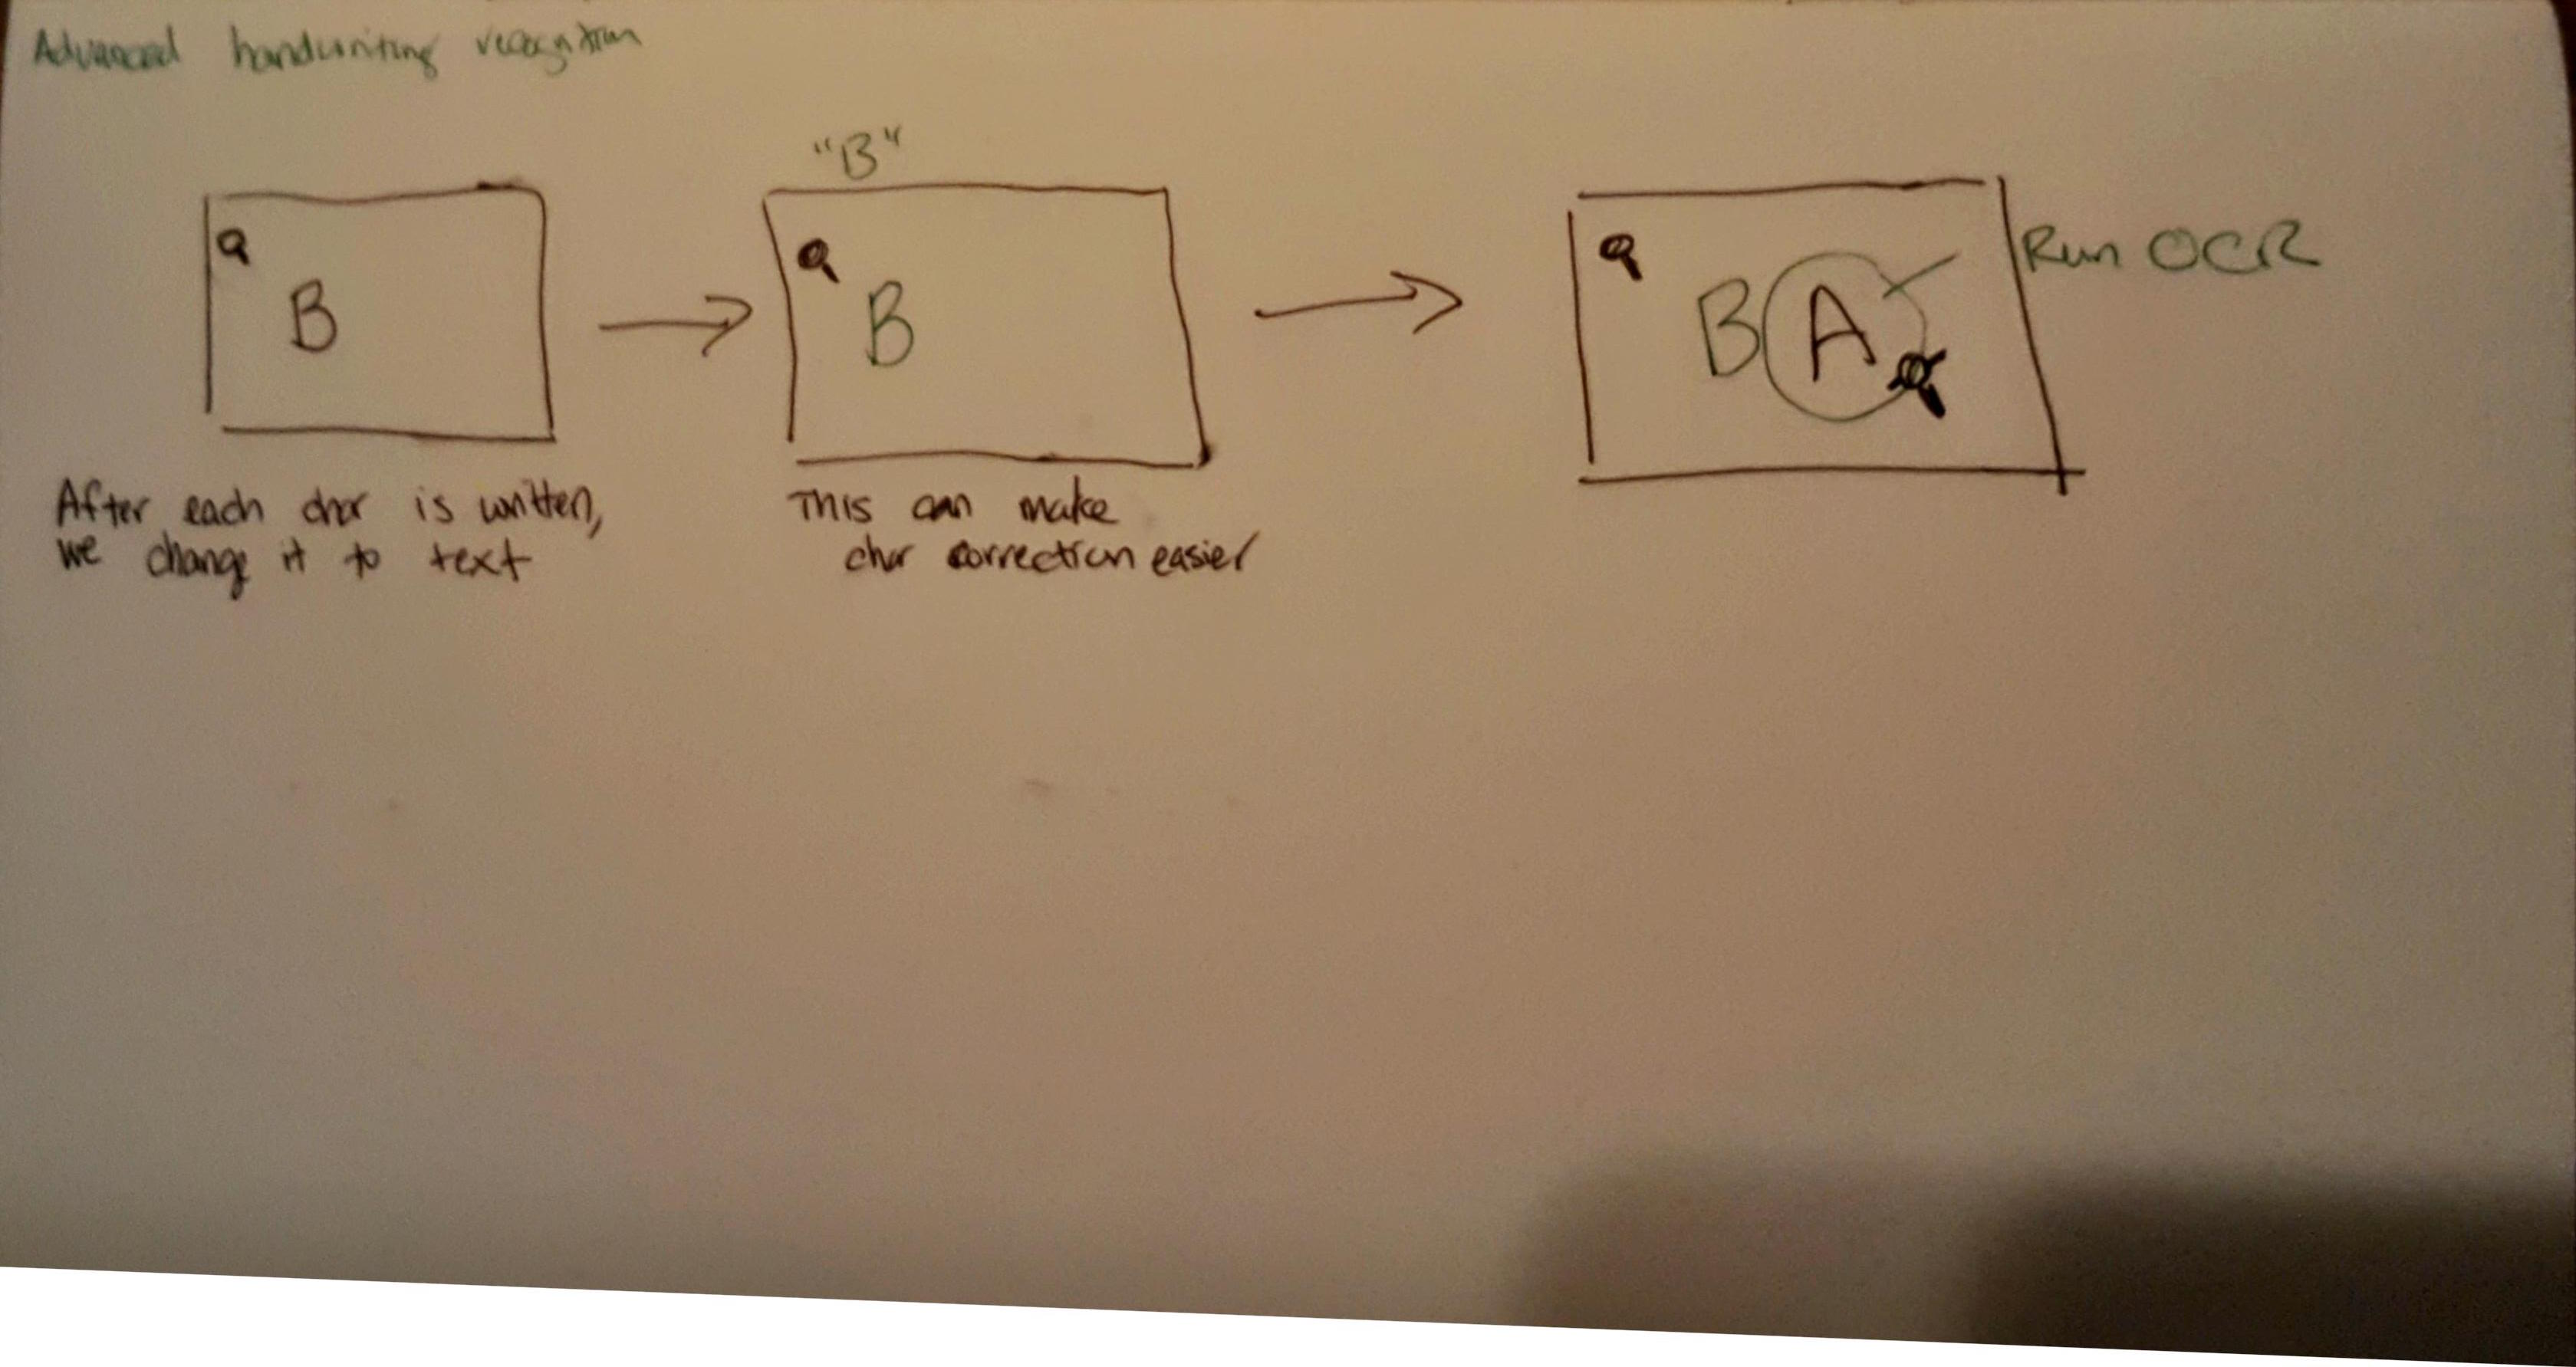 Advanced handwriting recognition
"B"
B
B
B A
Run OCR
After each char is written,
we change it to text
This can make
char correction easier